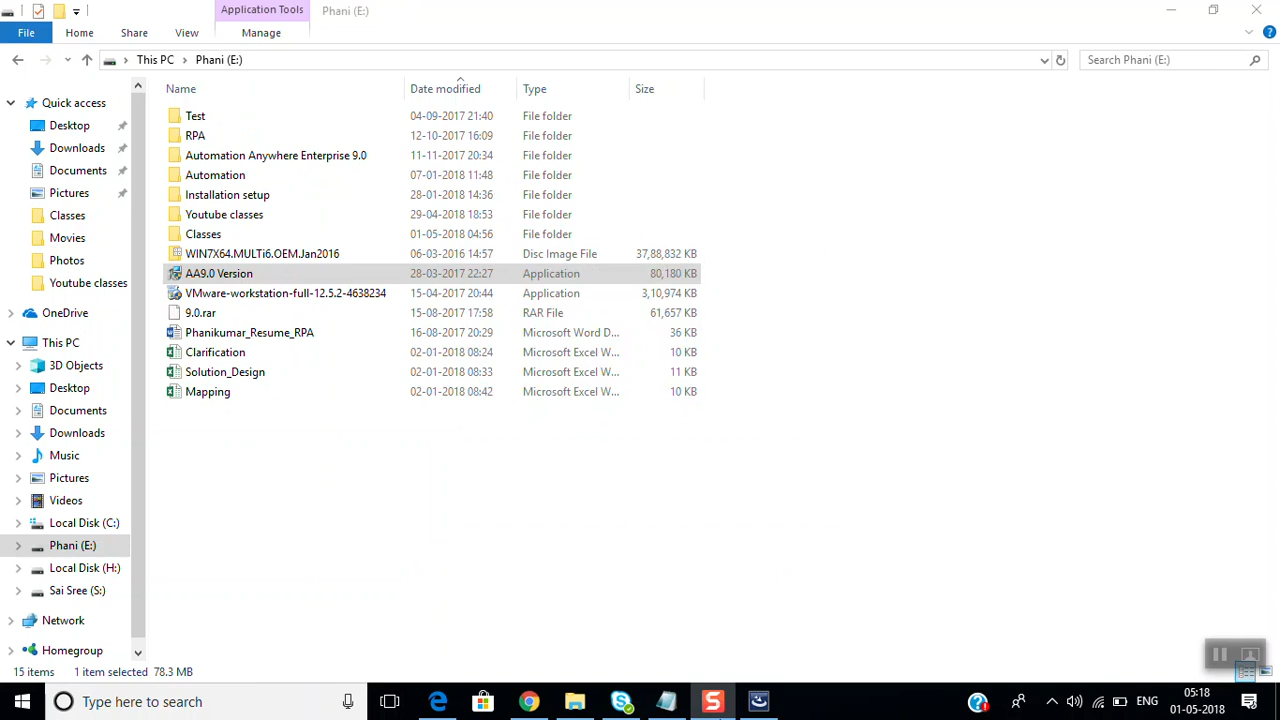 Application Tools Phani (E:)
File Home Share View Manage
This PC Phani (E:) Search Phani (E:)
Name Date modified Type Size
Quick access
Desktop
Downloads
Documents
Pictures
Classes
Movies
Photos
Youtube classes
OneDrive
This PC
3D Objects
Desktop
Documents
Downloads
Music
Pictures
Videos
Local Disk (C:)
Phani (E:)
Local Disk (H:)
Sai Sree (S:)
Network
Homegroup
Test 04-09-2017 21:40 File folder
RPA 12-10-2017 16:09 File folder
Automation Anywhere Enterprise 9.0 11-11-2017 20:34 File folder
Automation 07-01-2018 11:48 File folder
Installation setup 28-01-2018 14:36 File folder
Youtube classes 29-04-2018 18:53 File folder
Classes 01-05-2018 04:56 File folder
WIN7X64.MULTi6.OEM.Jan2016 06-03-2016 14:57 Disc Image File 37,88,832 KB
AA9.0 Version 28-03-2017 22:27 Application 80,180 KB
VMware-workstation-full-12.5.2-4638234 15-04-2017 20:44 Application 3,10,974 KB
9.0.rar 15-08-2017 17:58 RAR File 61,657 KB
Phanikumar_Resume_RPA 16-08-2017 20:29 Microsoft Word D... 36 KB
Clarification 02-01-2018 08:24 Microsoft Excel W... 10 KB
Solution_Design 02-01-2018 08:33 Microsoft Excel W... 11 KB
Mapping 02-01-2018 08:42 Microsoft Excel W... 10 KB
15 items 1 item selected 78.3 MB
Type here to search
ENG
05:18
01-05-2018